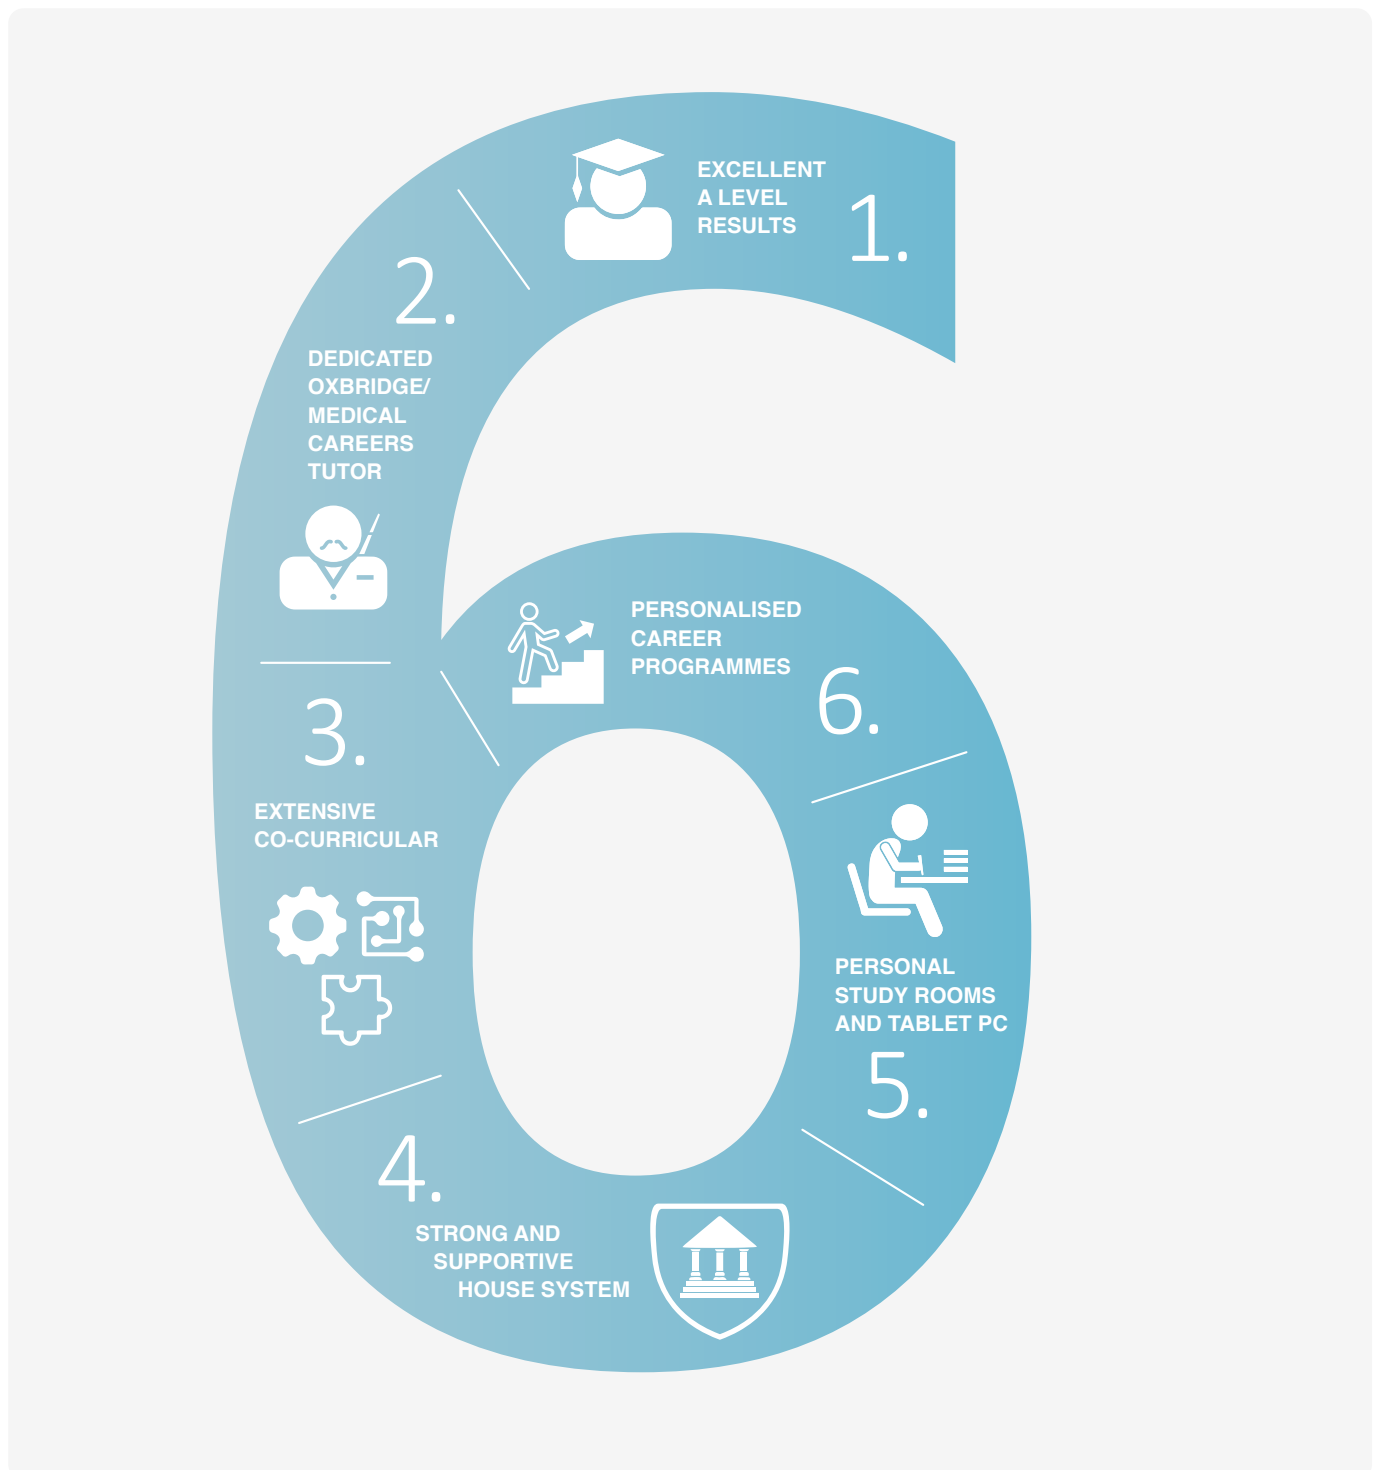 1.
EXCELLENT
A LEVEL
RESULTS
2.
DEDICATED
OXBRIDGE/
MEDICAL
CAREERS
TUTOR
3.
EXTENSIVE
CO-CURRICULAR
4.
STRONG AND
SUPPORTIVE
HOUSE SYSTEM
PERSONAL
STUDY ROOMS
AND TABLET PC
5.
PERSONALISED
CAREER
PROGRAMMES
6.